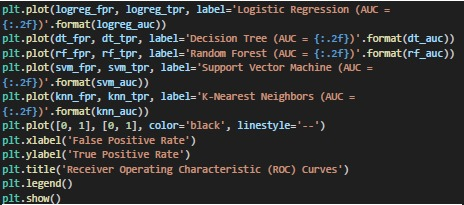 plt.plot(logreg_fpr, logreg_tpr, label='Logistic Regression (AUC =
{:.2f})'.format(logreg_auc))
plt.plot(dt_fpr, dt_tpr, label='Decision Tree (AUC = {:.2f})'.format(dt_auc))
plt.plot(rf_fpr, rf_tpr, label='Random Forest (AUC = {:.2f})'.format(rf_auc))
plt.plot(svm_fpr, svm_tpr, label='Support Vector Machine (AUC =
{:.2f})'.format(svm_auc))
plt.plot(knn_fpr, knn_tpr, label='K-Nearest Neighbors (AUC =
{:.2f})'.format(knn_auc))
plt.plot([0, 1], [0, 1], color='black', linestyle='--')
plt.xlabel('False Positive Rate')
plt.ylabel('True Positive Rate')
plt.title('Receiver Operating Characteristic (ROC) Curves')
plt.legend()
plt.show()